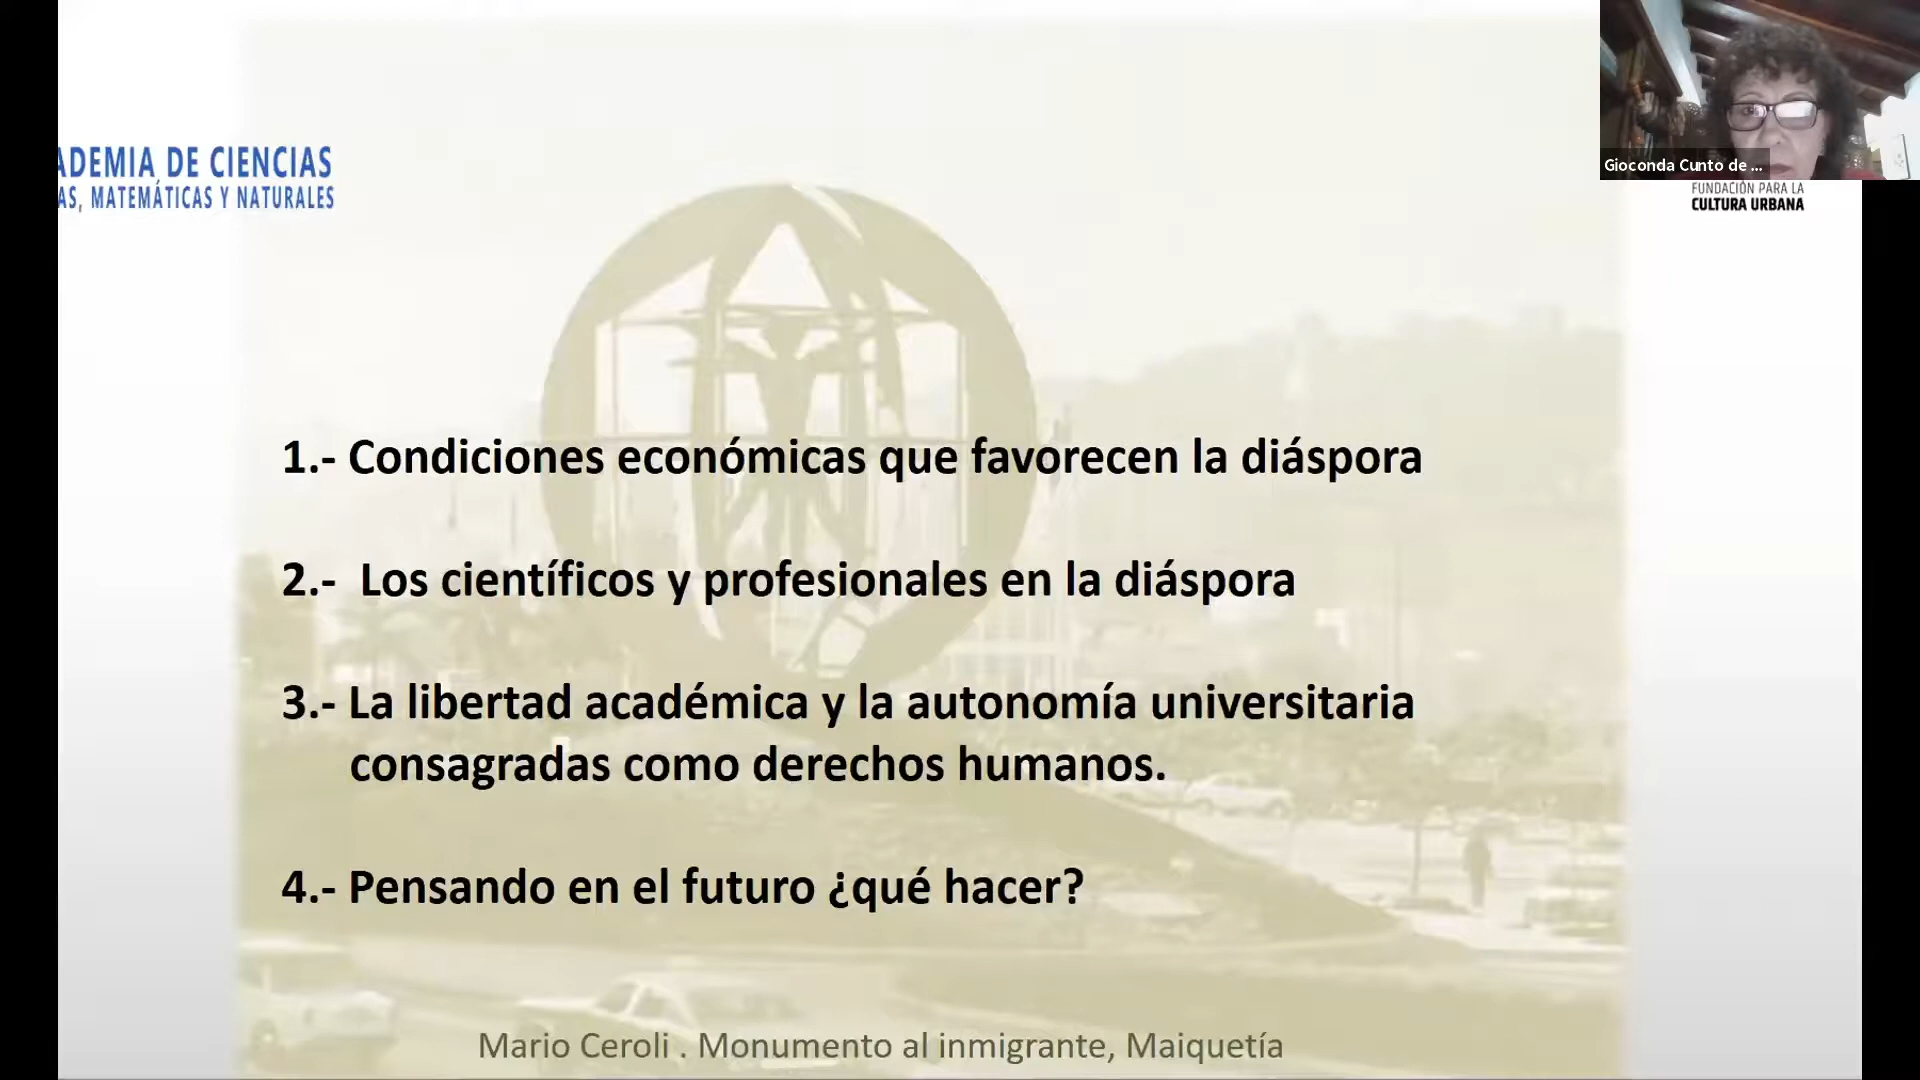 ADEMIA DE CIENCIAS
AS, MATEMÁTICAS Y NATURALES
Gioconda Cunto de ...
FUNDACIÓN PARA LA
CULTURA URBANA
1.- Condiciones económicas que favorecen la diáspora
2.- Los científicos y profesionales en la diáspora
3.- La libertad académica y la autonomía universitaria
consagradas como derechos humanos.
4.- Pensando en el futuro ¿qué hacer?
Mario Ceroli . Monumento al inmigrante, Maiquetía